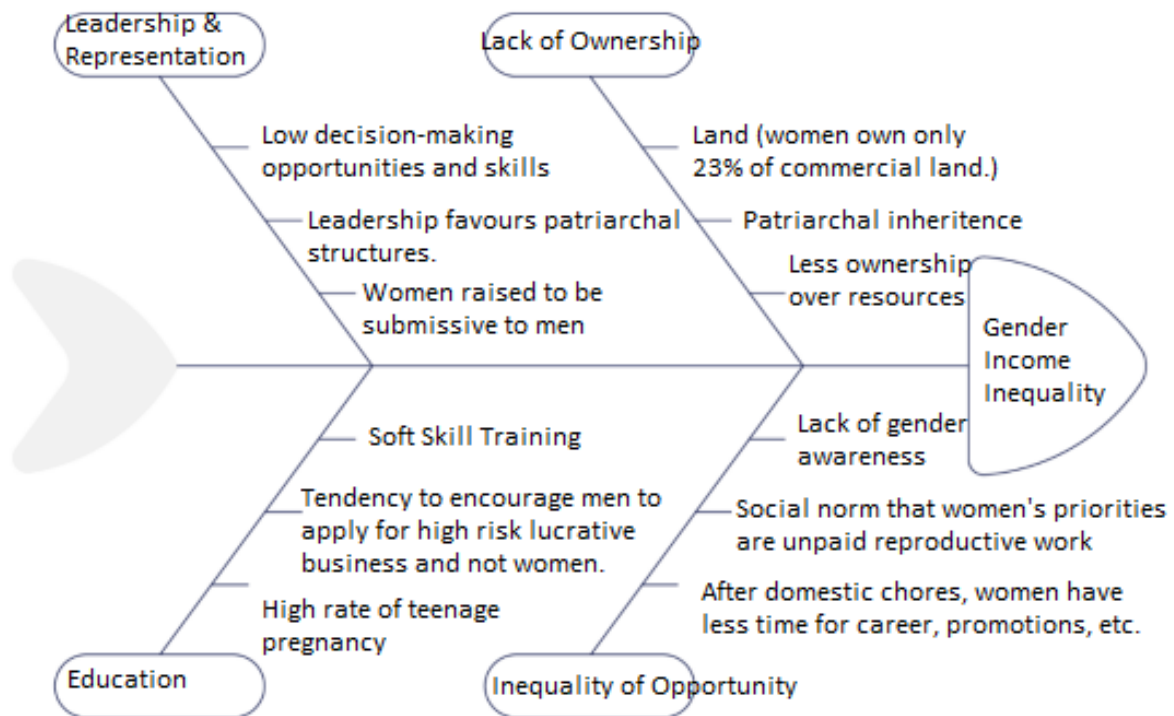 Leadership &
Representation
Lack of Ownership
Low decision-making
opportunities and skills
Leadership favours patriarchal
structures.
Women raised to be
submissive to men
Land (women own only
23% of commercial land.)
Patriarchal inheritence
Less ownership
over resources
Gender
Income
Inequality
Soft Skill Training
Tendency to encourage men to
apply for high risk lucrative
business and not women.
High rate of teenage
pregnancy
Education
Lack of gender
awareness
Social norm that women's priorities
are unpaid reproductive work
After domestic chores, women have
less time for career, promotions, etc.
Inequality of Opportunity